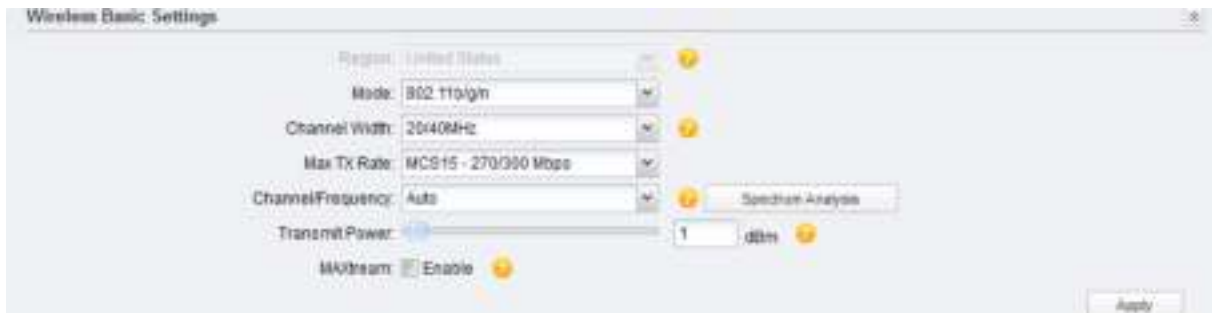 Wireless Basic Settings
Region: United States
Mode: 802.11b/g/n
Channel Width: 20/40MHz
Max TX Rate: MCS15 - 270/300 Mbps
Channel/Frequency: Auto
Spectrum Analysis
Transmit Power: 1 dBm
MAXtream: Enable
Apply